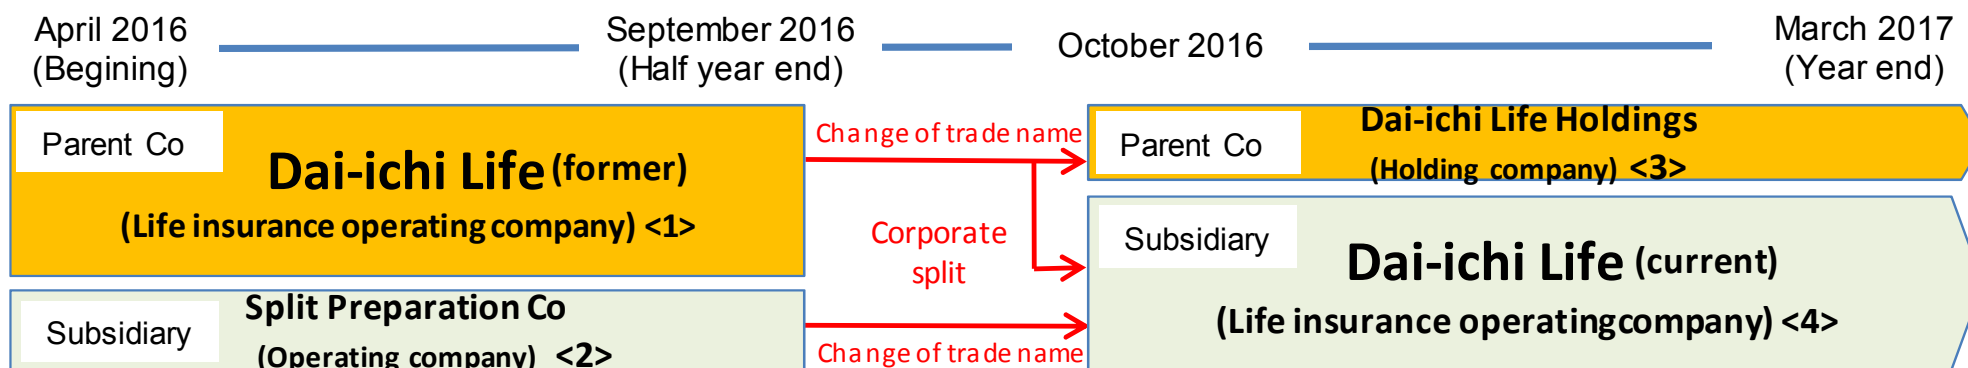 April 2016
(Begining)
September 2016
(Half year end)
October 2016
March 2017
(Year end)
Parent Co
Dai-ichi Life (former)
(Life insurance operating company) <1>
Change of trade name
Parent Co
Dai-ichi Life Holdings
(Holding company) <3>
Corporate
split
Subsidiary
Dai-ichi Life (current)
(Life insurance operatingcompany) <4>
Subsidiary
Split Preparation Co
(Operating company) <2>
Change of trade name